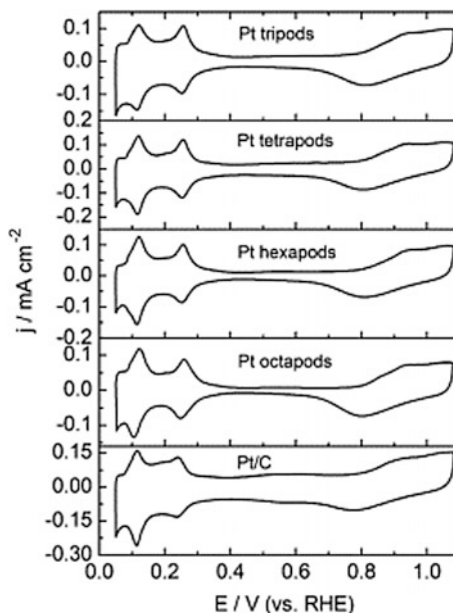 0.1
Pt tripods
0.0
-0.1
0.2
Pt tetrapods
0.1
0.0
-0.1
-0.2
Pt hexapods
0.1
0.0
-0.1
0.2
Pt octapods
0.1
0.0
-0.1
Pt/C
0.15
0.00
-0.15
-0.30
j / mA cm-2
0.0 0.2 0.4 0.6 0.8 1.0
E / V (vs. RHE)